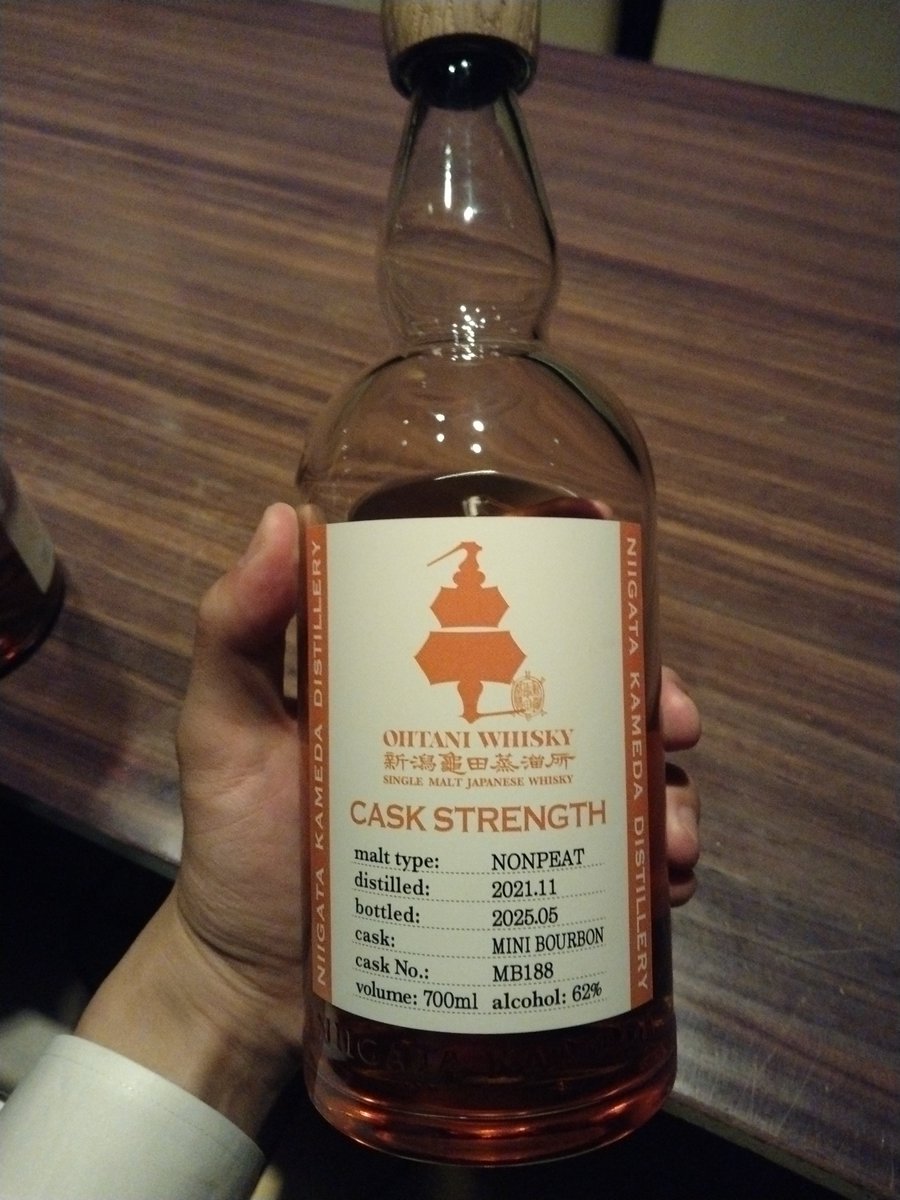 OHTANI WHISKY
新潟亀田蒸溜所
SINGLE MALT JAPANESE WHISKY
CASK STRENGTH
malt type: NONPEAT
distilled: 2021.11
bottled: 2025.05
cask: MINI BOURBON
cask No.: MB188
volume: 700ml alcohol: 62%
NIIGATA KAMEDA DISTILLERY
NIIGATA KAMEDA DISTILLERY